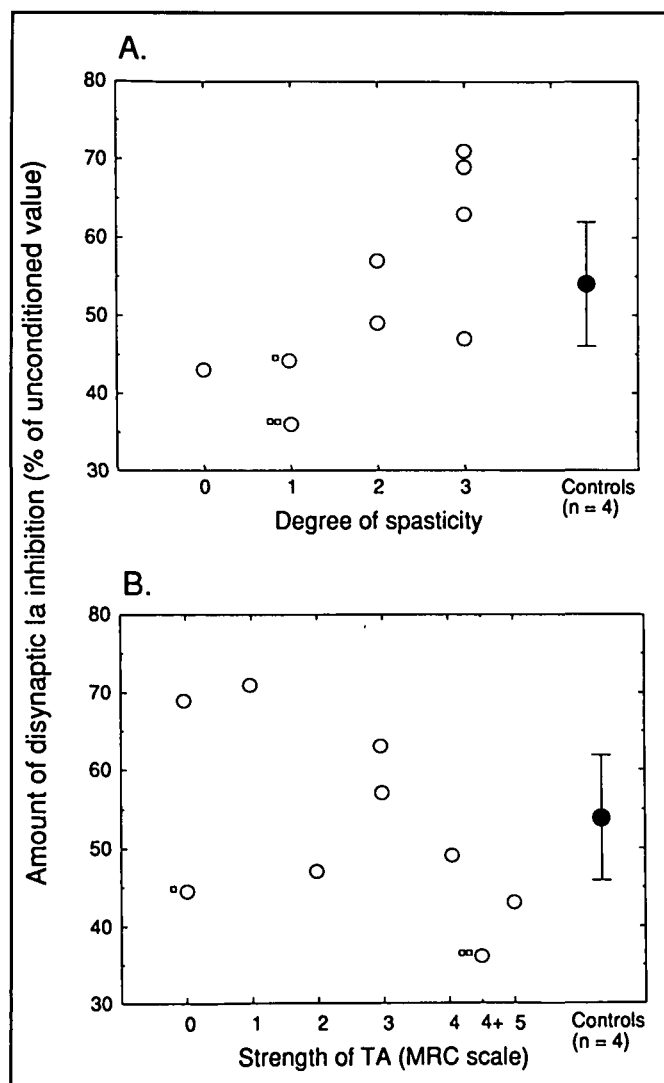 A.
80
70
60
50
40
30
0 1 2 3 Controls
(n = 4)
Degree of spasticity
Amount of disynaptic Ia inhibition (% of unconditioned value)
B.
80
70
60
50
40
30
0 1 2 3 4 4+ 5 Controls
(n = 4)
Strength of TA (MRC scale)